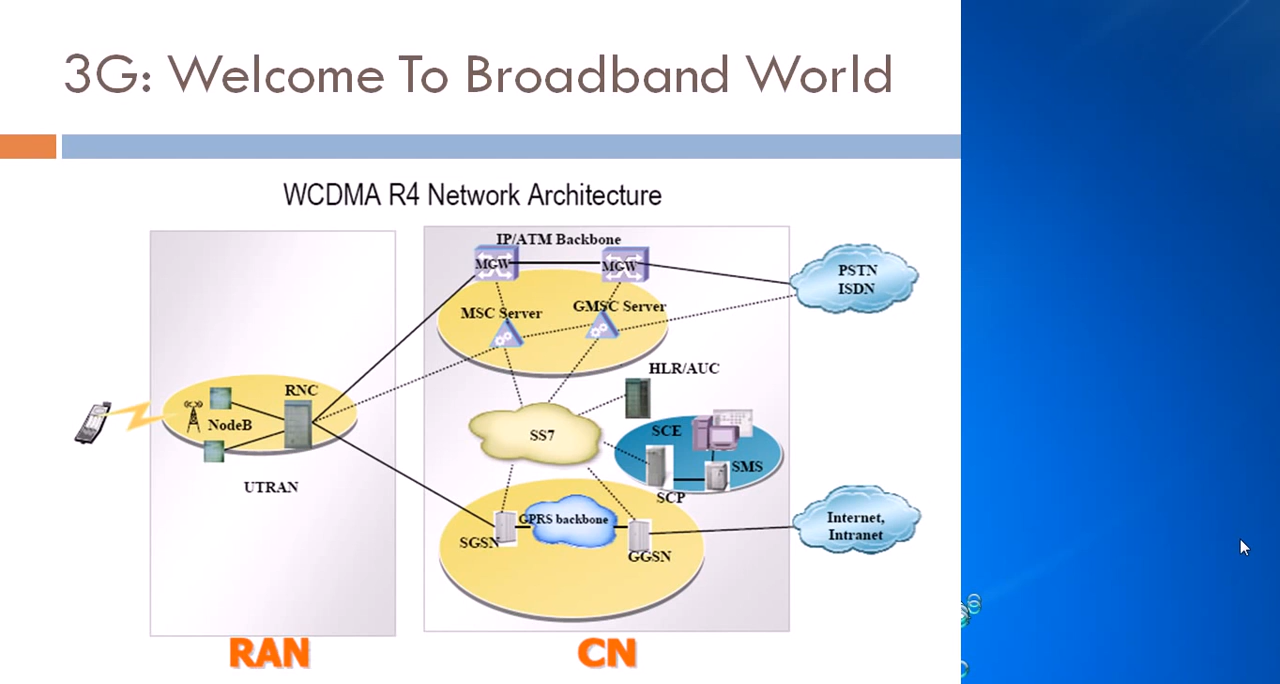 3G: Welcome To Broadband World
WCDMA R4 Network Architecture
IP/ATM Backbone
MGW
MGW
PSTN
ISDN
MSC Server
GMSC Server
HLR/AUC
RNC
NodeB
SS7
SCE
SMS
SCP
UTRAN
GPRS backbone
SGSN
GGSN
Internet,
Intranet
RAN
CN